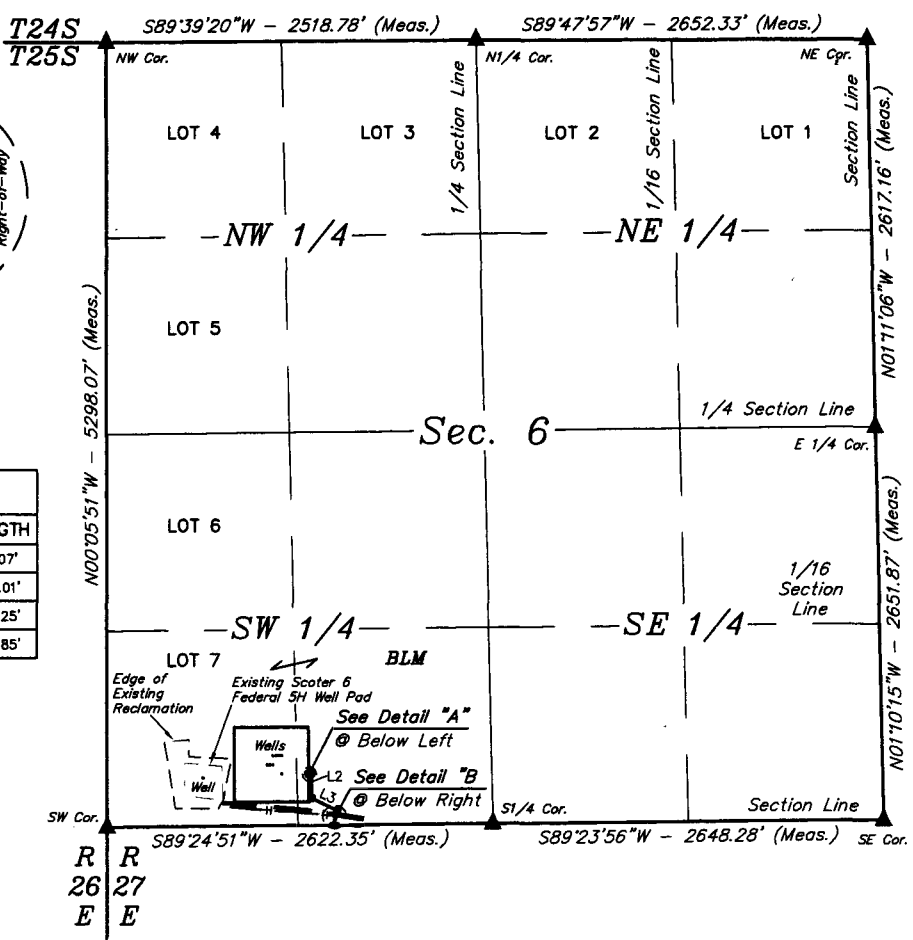 T24S
T25S
S89°39'20"W - 2518.78' (Meas.)
S89°47'57"W - 2652.33' (Meas.)
NW Cor.
N1/4 Cor.
NE Cor.
Right-of-Way
LOT 4
LOT 3
LOT 2
LOT 1
1/4 Section Line
1/16 Section Line
Section Line
N01°11'06"W - 2617.16' (Meas.)
NW 1/4
NE 1/4
LOT 5
N00°05'51"W - 5298.07' (Meas.)
Sec. 6
1/4 Section Line
E 1/4 Cor.
GTH
07'
.01'
25'
85'
LOT 6
1/16
Section
Line
N01°10'15"W - 2651.87' (Meas.)
SW 1/4
SE 1/4
LOT 7
BLM
Edge of
Existing
Reclamation
Existing Scoter 6
Federal 5H Well Pad
See Detail "A"
@ Below Left
Wells
Well
L2
L3
See Detail "B
@ Below Right
SW Cor.
S1/4 Cor.
Section Line
SE Cor.
S89°24'51"W - 2622.35' (Meas.)
S89°23'56"W - 2648.28' (Meas.)
R R
26 27
E E